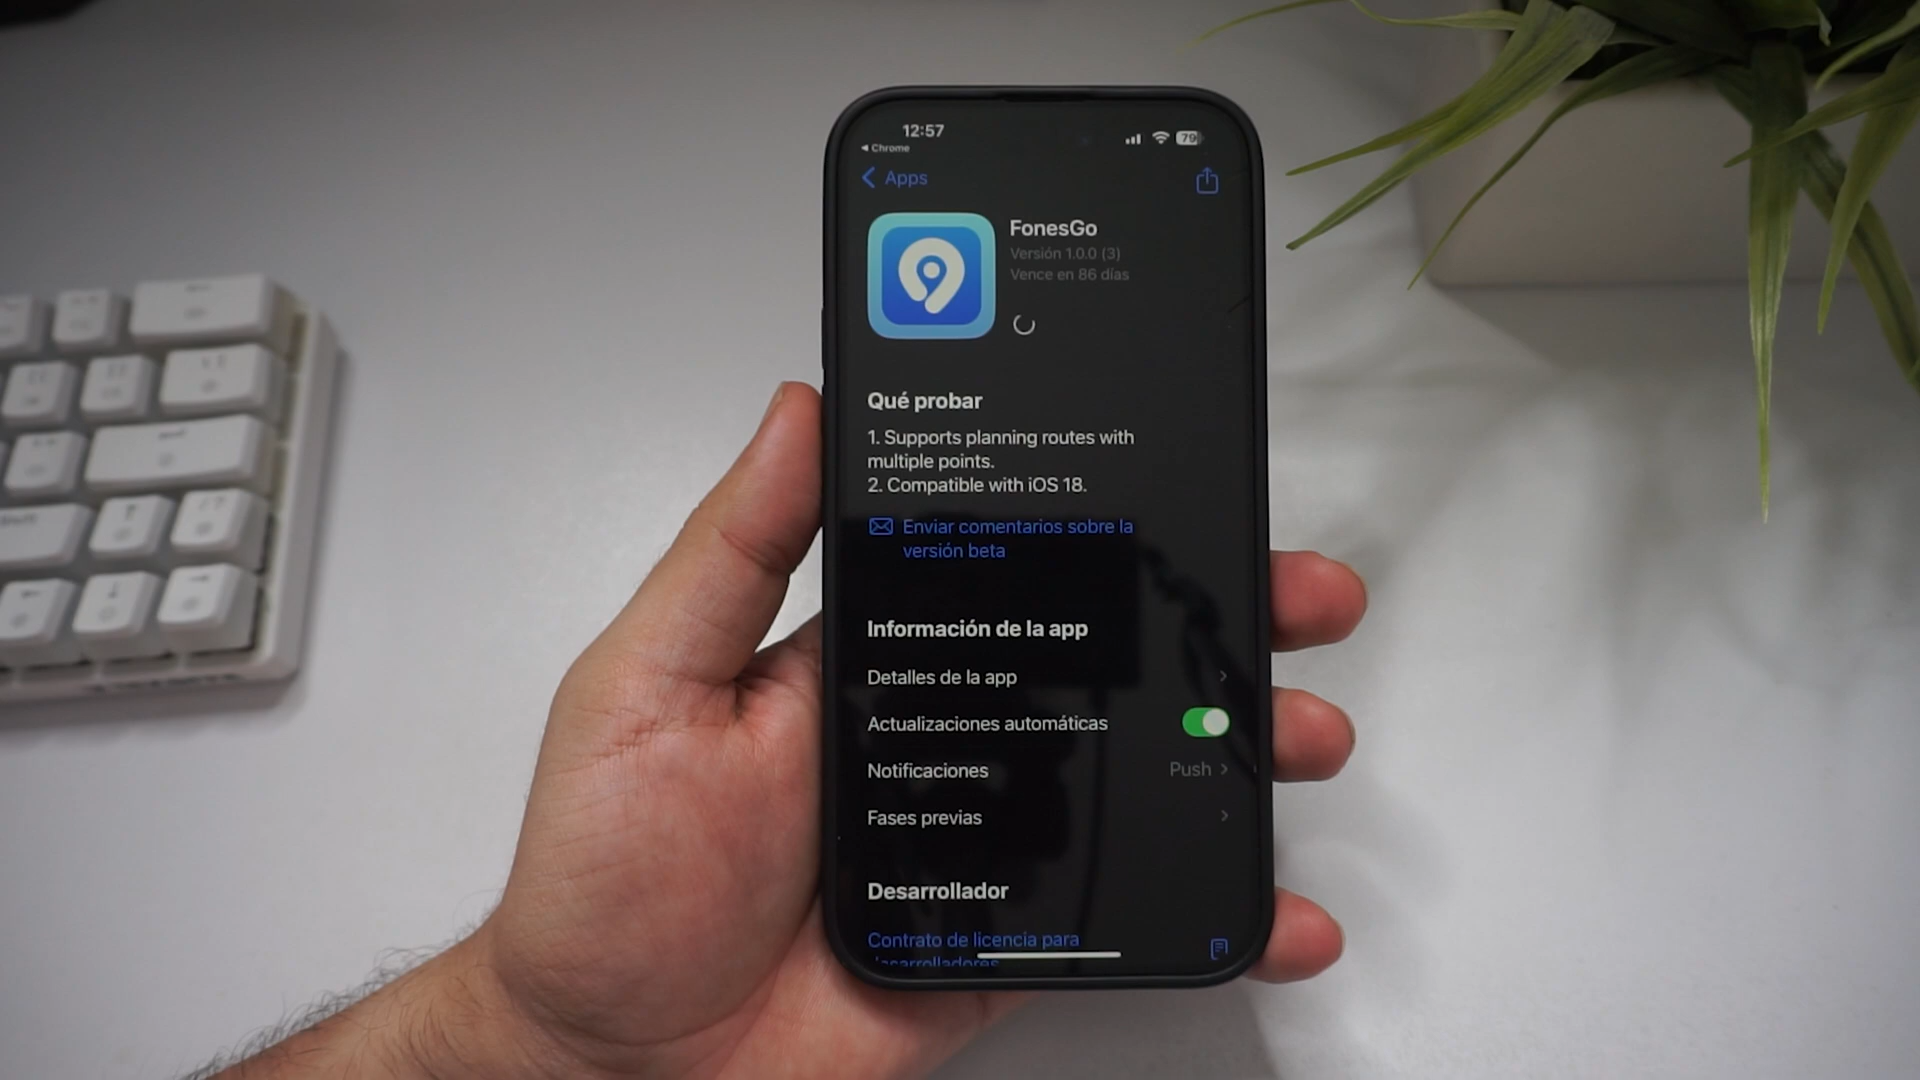 12:57
79
◀ Chrome
Apps
FonesGo
Versión 1.0.0 (3)
Vence en 86 días
Qué probar
1. Supports planning routes with
multiple points.
2. Compatible with iOS 18.
Enviar comentarios sobre la
versión beta
Información de la app
Detalles de la app
Actualizaciones automáticas
Notificaciones
Push
Fases previas
Desarrollador
Contrato de licencia para
desarrolladores
Shift